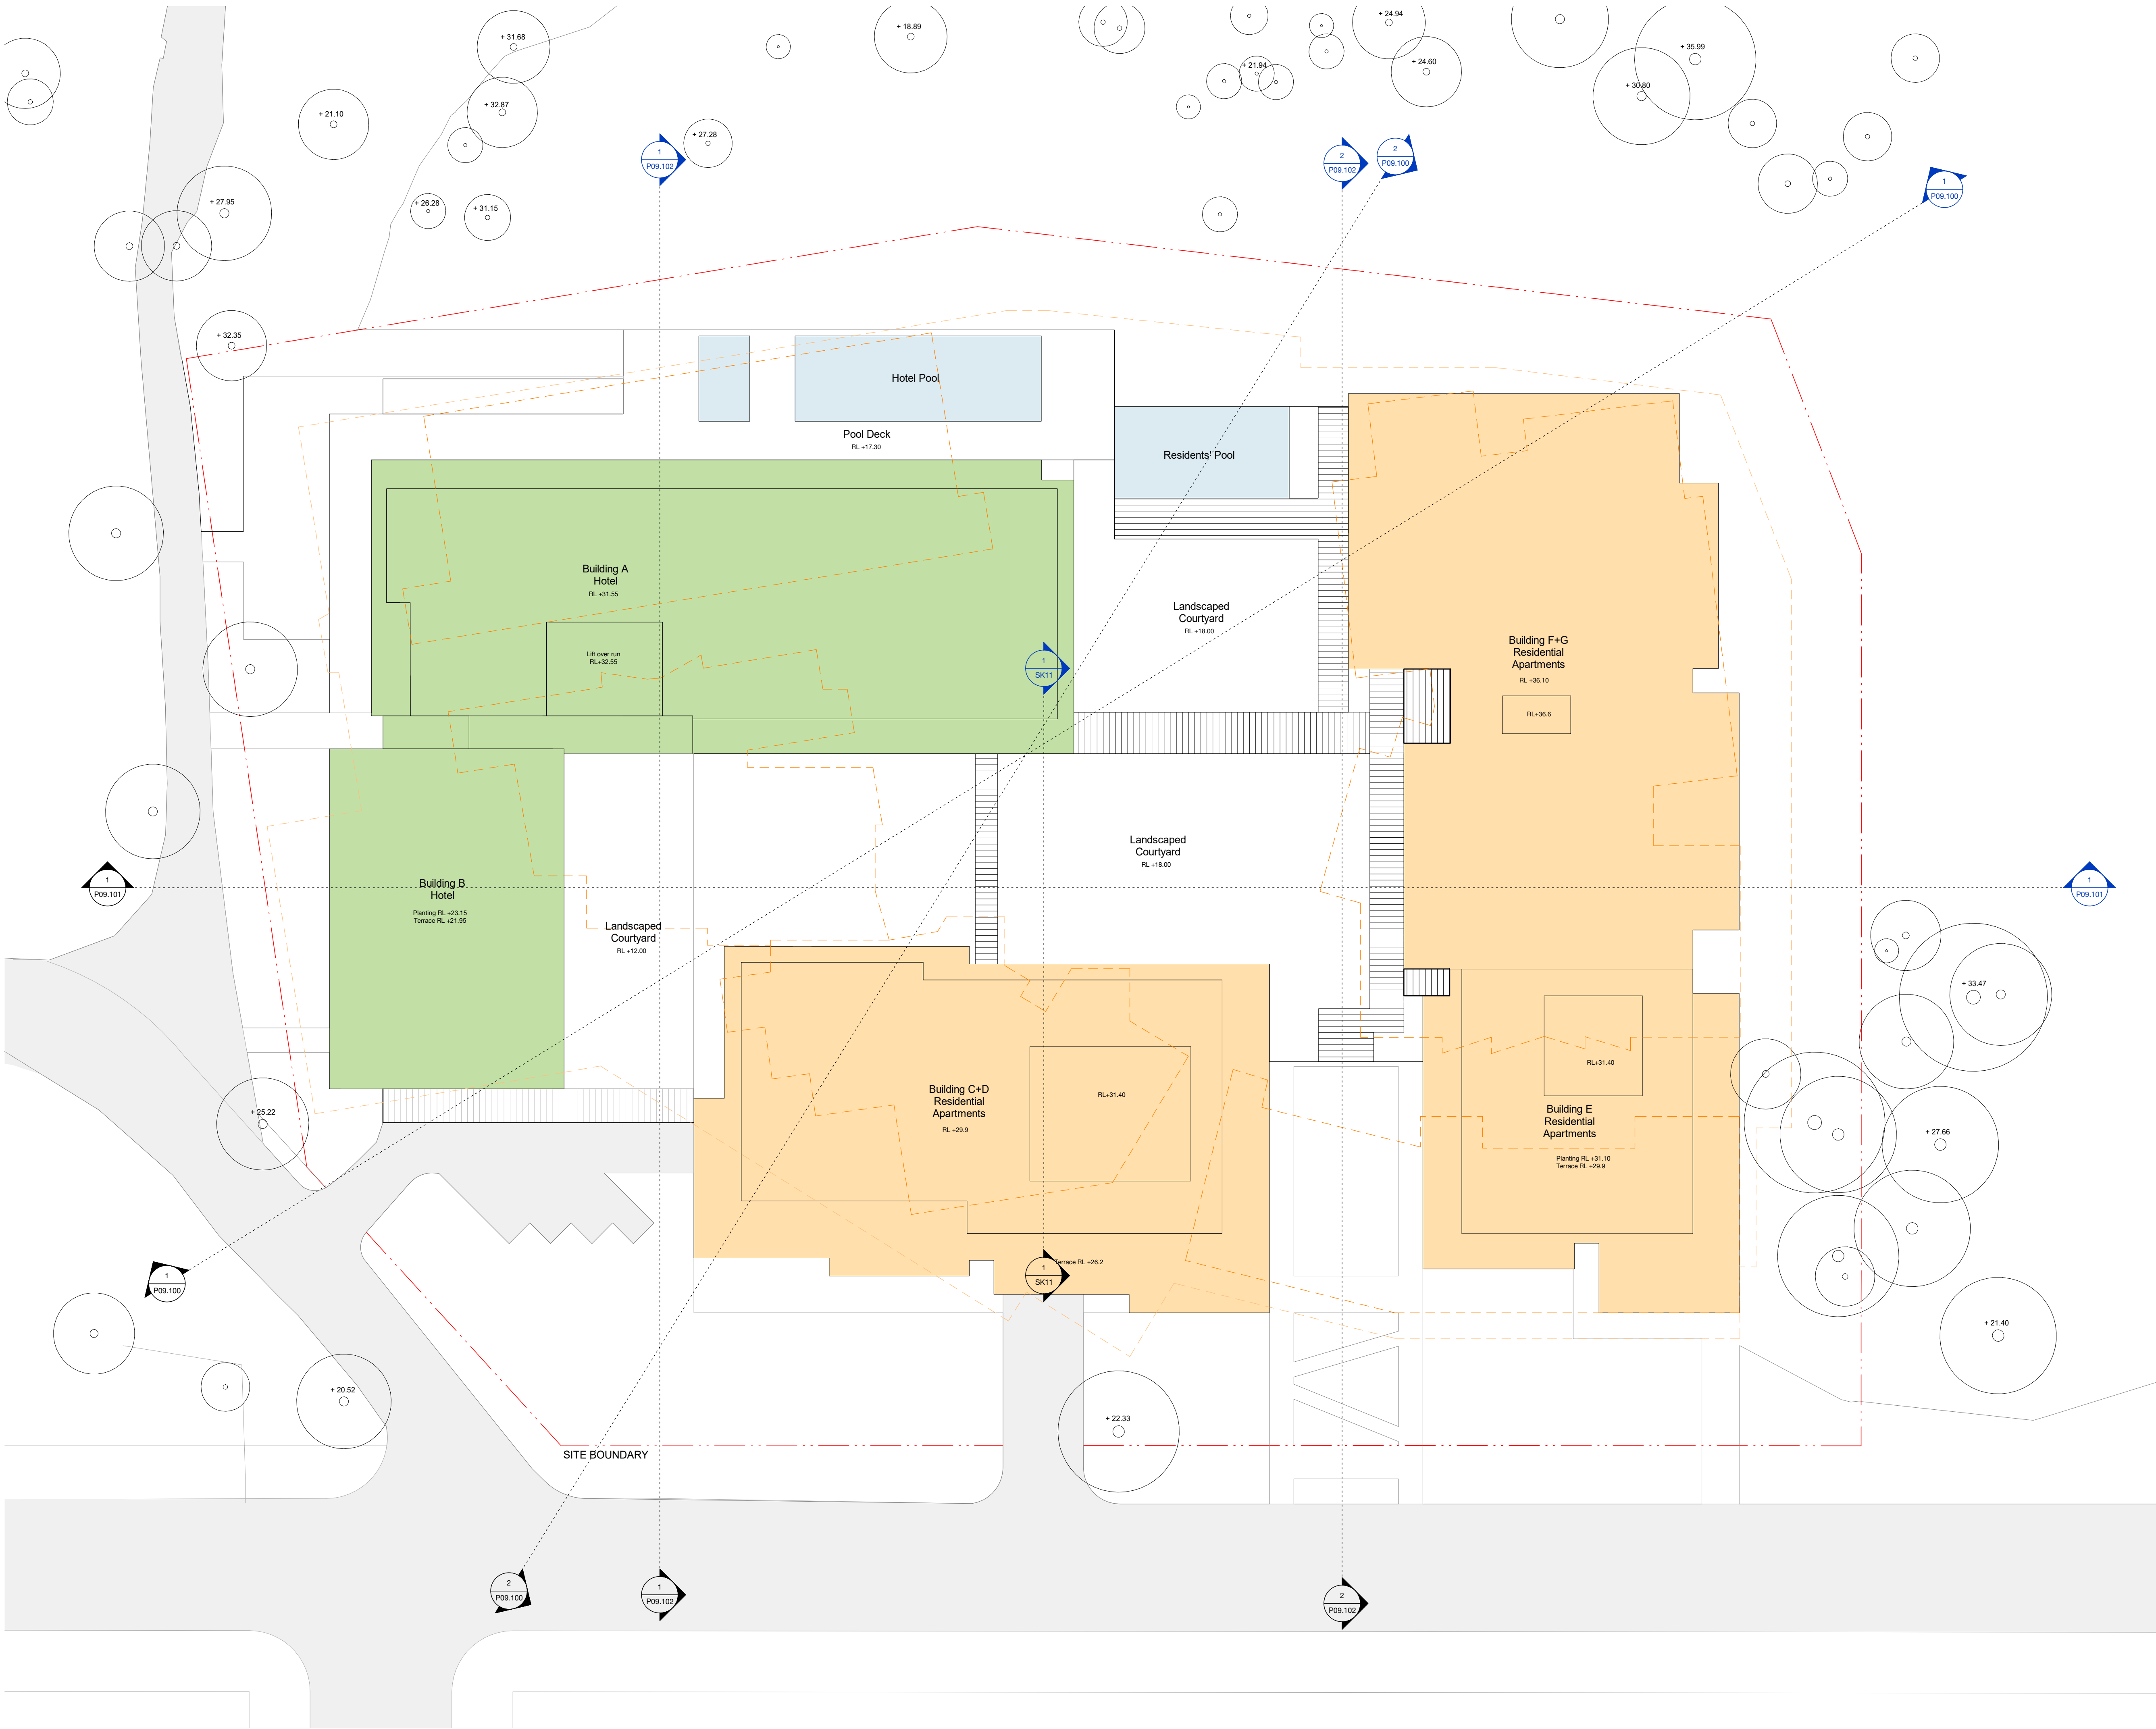 + 18.89
+ 24.94
+ 31.68
+ 35.99
+ 24.60
+ 21.94
+ 30.80
+ 32.87
+ 21.10
+ 27.28
1
P09.102
2
P09.102
2
P09.100
1
P09.100
+ 27.95
+ 26.28
+ 31.15
+ 32.35
Hotel Pool
Pool Deck
RL +17.30
Residents' Pool
Building A
Hotel
RL +31.55
Landscaped
Courtyard
RL +18.00
Building F+G
Residential
Apartments
RL +36.10
Lift over run
RL+32.55
1
SK11
RL+36.6
Landscaped
Courtyard
RL +18.00
1
P09.101
1
P09.101
Building B
Hotel
Planting RL +23.15
Terrace RL +21.95
Landscaped
Courtyard
RL +12.00
+ 33.47
Building C+D
Residential
Apartments
RL +29.9
RL+31.40
RL+31.40
Building E
Residential
Apartments
Planting RL +31.10
Terrace RL +29.9
+ 25.22
+ 27.66
1
P09.100
1
SK11
Terrace RL +26.2
+ 21.40
+ 20.52
+ 22.33
SITE BOUNDARY
2
P09.100
1
P09.102
2
P09.102